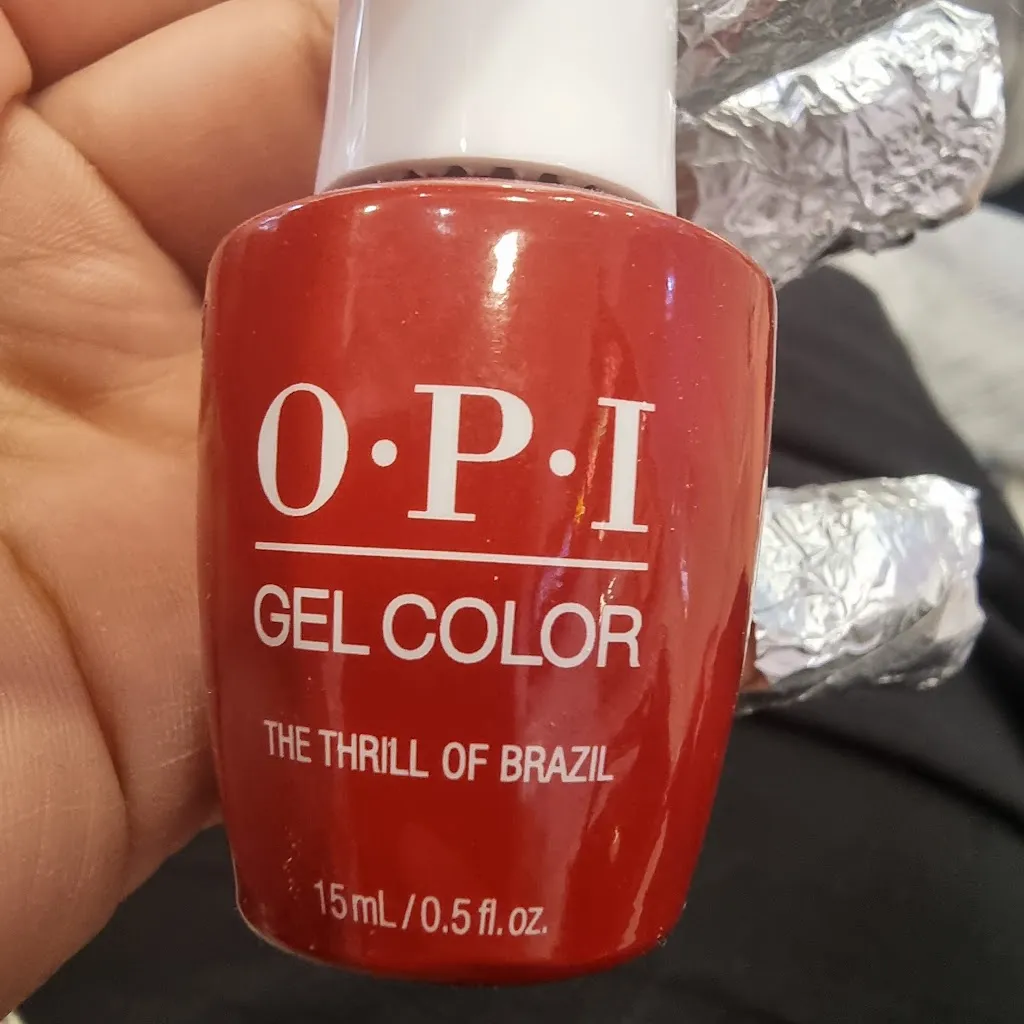 O·P·I
GEL COLOR
THE THRILL OF BRAZIL
15 mL / 0.5 fl. oz.